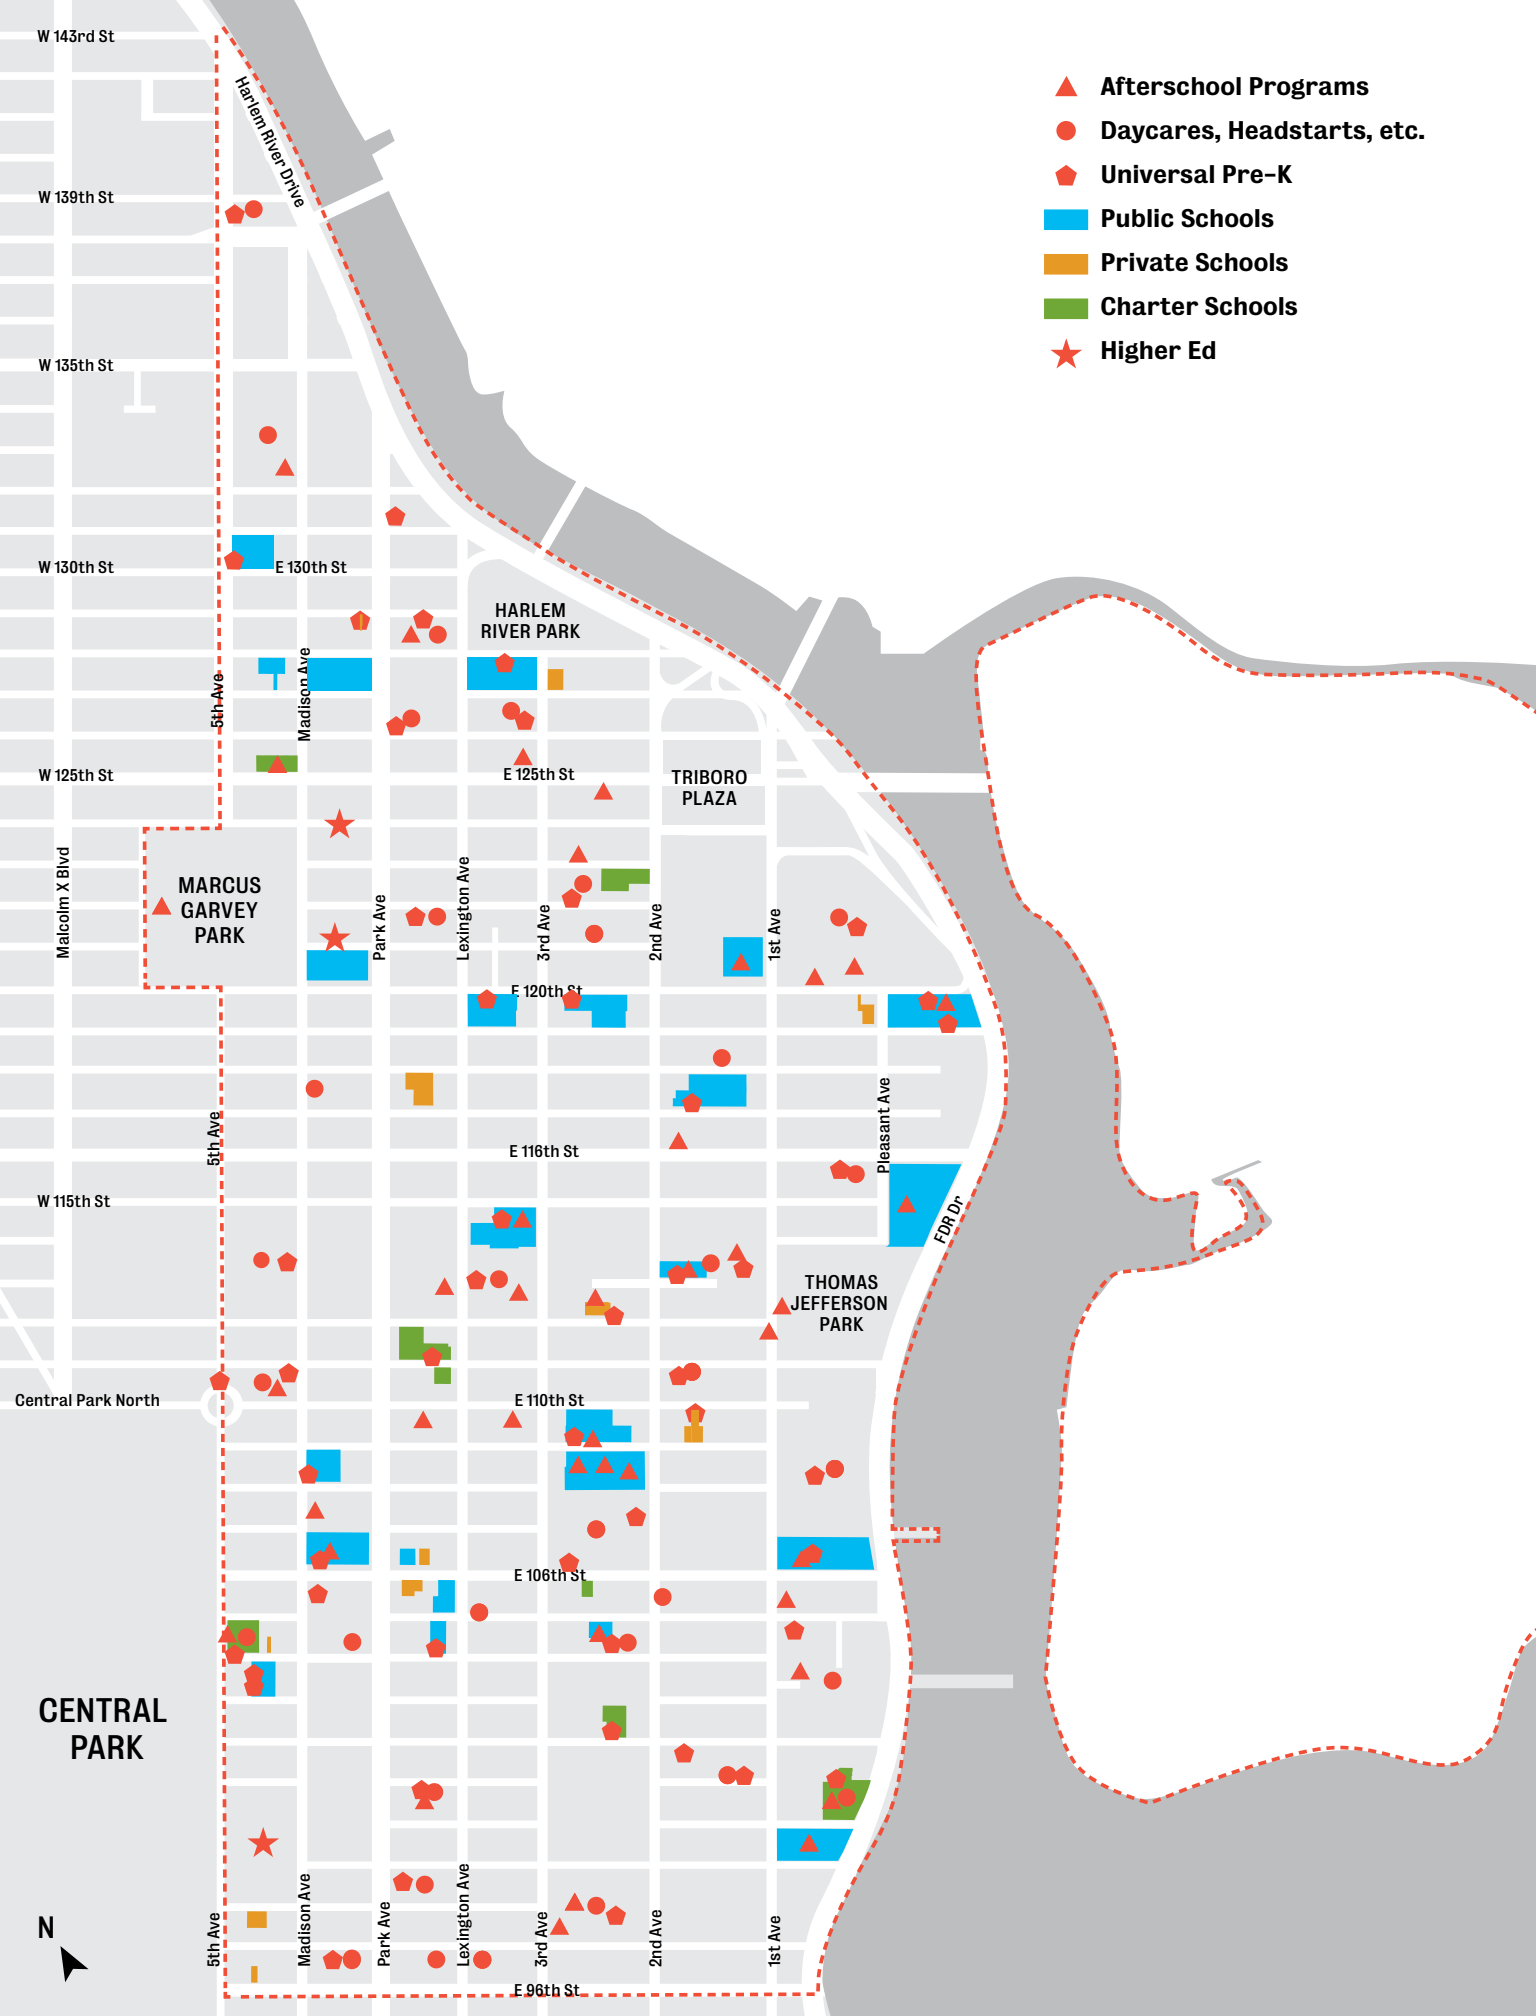 W 143rd St
Harlem River Drive
Afterschool Programs
Daycares, Headstarts, etc.
Universal Pre-K
Public Schools
Private Schools
Charter Schools
Higher Ed
W 139th St
W 135th St
W 130th St
E 130th St
HARLEM
RIVER PARK
5th Ave
Madison Ave
W 125th St
E 125th St
TRIBORO
PLAZA
Malcolm X Blvd
MARCUS
GARVEY
PARK
Park Ave
Lexington Ave
3rd Ave
2nd Ave
1st Ave
E 120th St
Pleasant Ave
5th Ave
E 116th St
W 115th St
FDR Dr
THOMAS
JEFFERSON
PARK
Central Park North
E 110th St
E 106th St
CENTRAL
PARK
N
5th Ave
Madison Ave
Park Ave
Lexington Ave
3rd Ave
2nd Ave
1st Ave
E 96th St